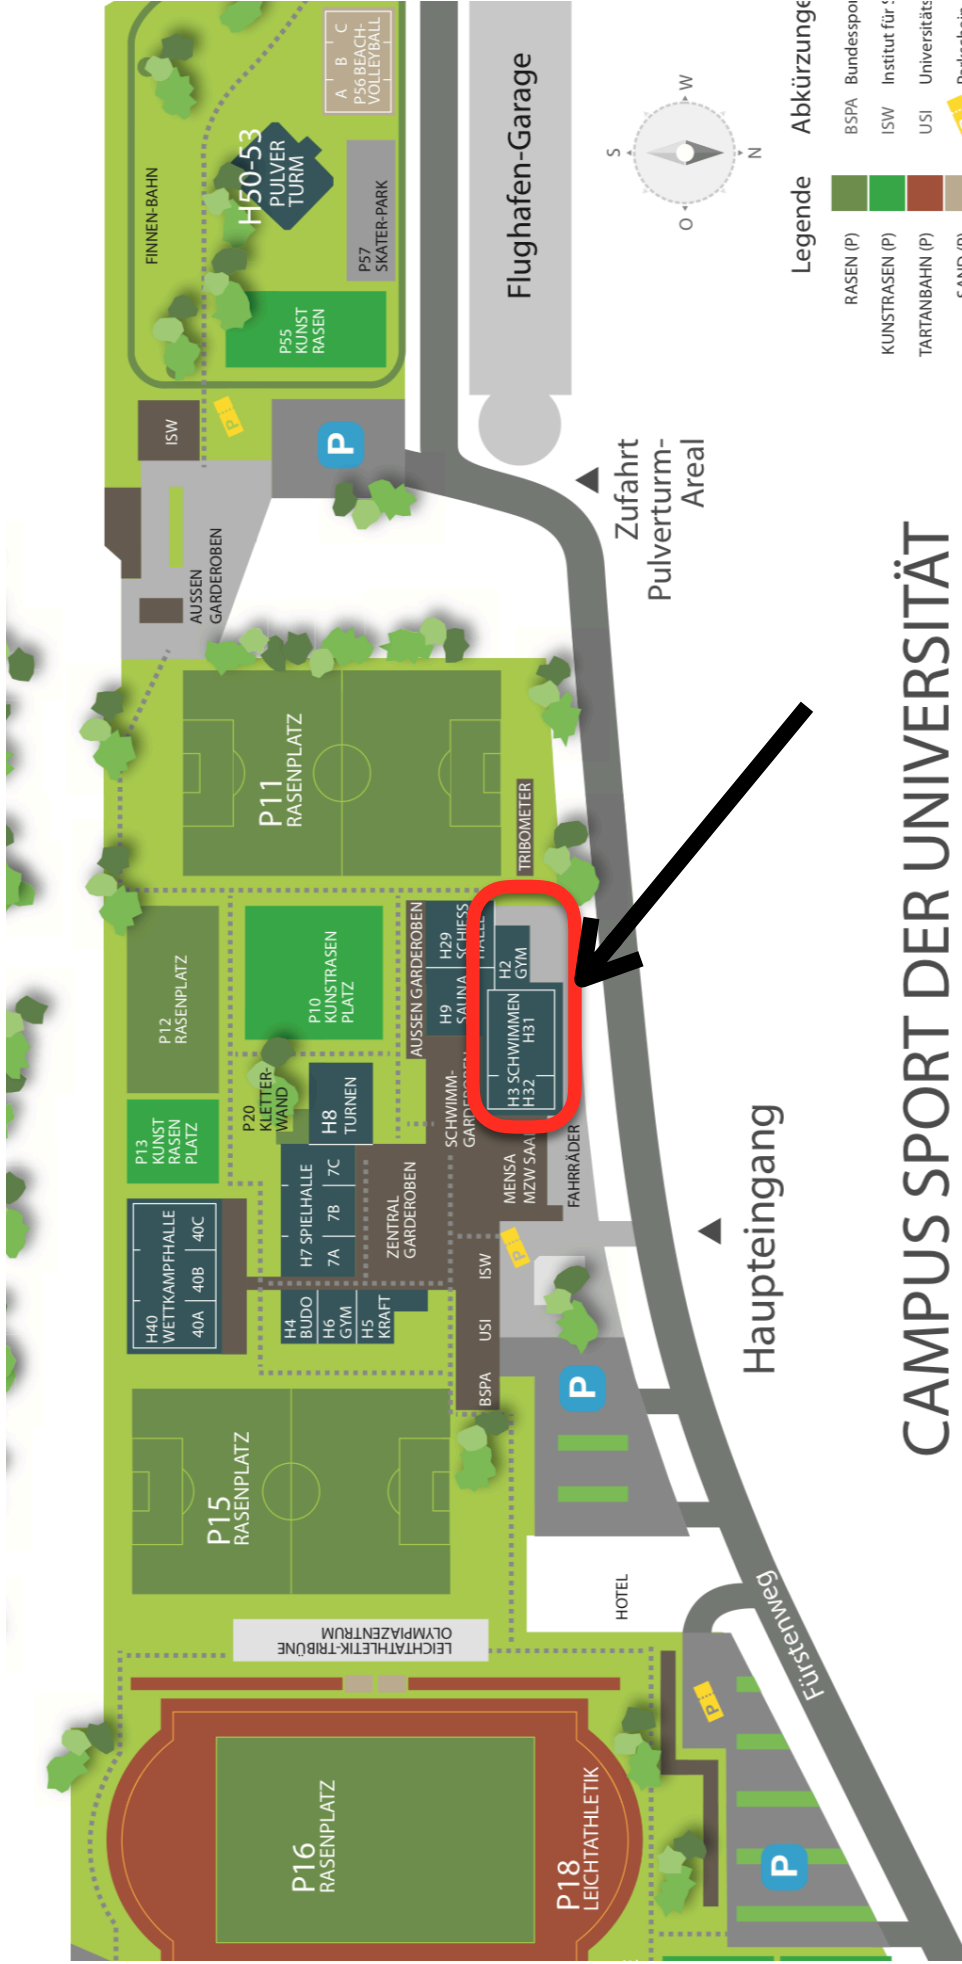 CAMPUS SPORT DER UNIVERSITÄT
Legende
RASEN (P)
KUNSTRASEN (P)
TARTANBAHN (P)
SAND (P)
BSPA
ISW Institut für
USI
S
W
N
O
Flughafen-Garage
Zufahrt
Pulverturm-
Areal
Haupteingang
Fürstenweg
HOTEL
P16
RASENPLATZ
P18
LEICHTATHLETIK
LEICHTATHLETIK-TRIBÜNE
OLYMPIAZENTRUM
P15
RASENPLATZ
H40
WETTKAMPFHALLE
40A
40B
40C
P13
KUNST
RASEN
PLATZ
P12
RASENPLATZ
P20
KLETTER-
WAND
P10
KUNSTRASEN
PLATZ
H4
BUDO
H6
GYM
H5
KRAFT
H7 SPIELHALLE
7A
7B
7C
H8
TURNEN
ZENTRAL
GARDEROBEN
BSPA
USI
ISW
MENSA
MZW SAAL
FAHRRÄDER
SCHWIMM-
GARDEROBEN
AUSSEN GARDEROBEN
H9
SAUNA
H29
SCHIESS
HALLE
H2
GYM
H3 SCHWIMMEN
H32
H31
TRIBOMETER
P11
RASENPLATZ
AUSSEN
GARDEROBEN
ISW
FINNEN-BAHN
P55
KUNST
RASEN
H50-53
PULVER
TURM
P57
SKATER-PARK
A
B
C
P56 BEACH-
VOLLEYBALL
P
P
P
P
P
P